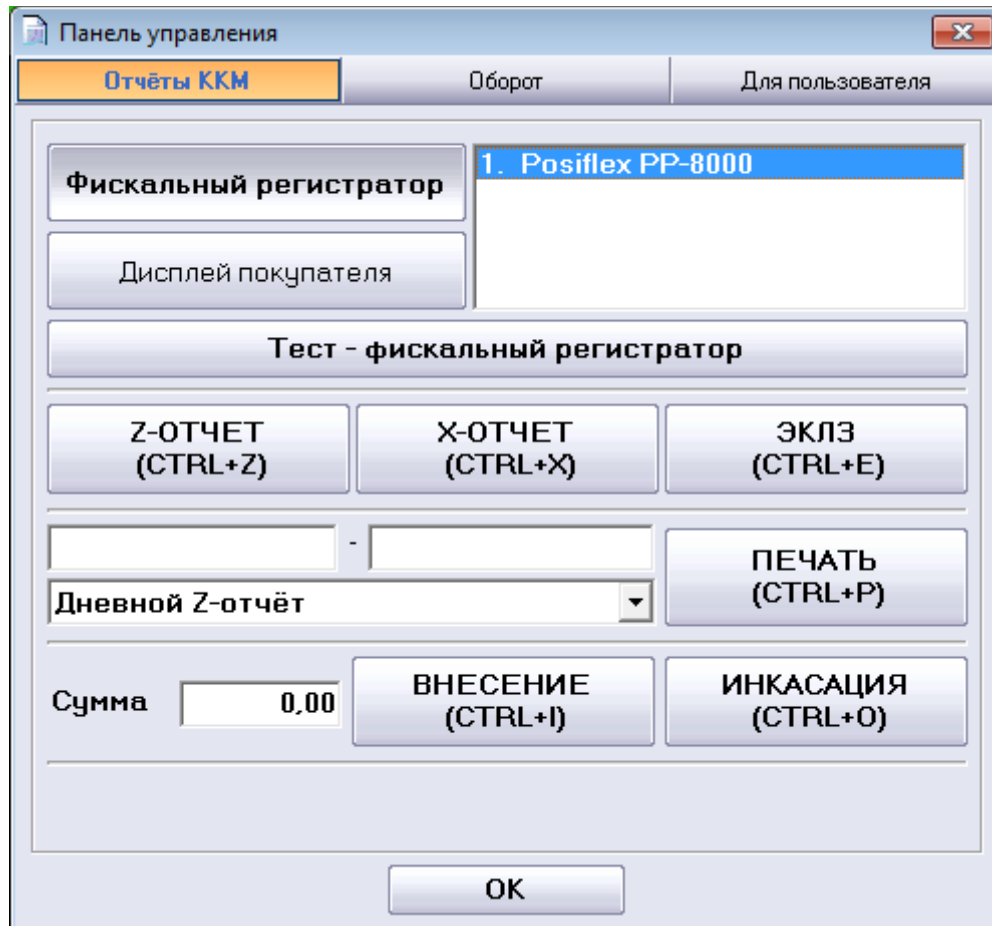 Панель управления
Отчёты ККМ
Оборот
Для пользователя
Фискальный регистратор
1. Posiflex PP-8000
Дисплей покупателя
Тест - фискальный регистратор
Z-ОТЧЕТ
(CTRL+Z)
X-ОТЧЕТ
(CTRL+X)
ЭКЛЗ
(CTRL+E)
-
ПЕЧАТЬ
(CTRL+P)
Дневной Z-отчёт
Сумма
0,00
ВНЕСЕНИЕ
(CTRL+I)
ИНКАСАЦИЯ
(CTRL+O)
OK